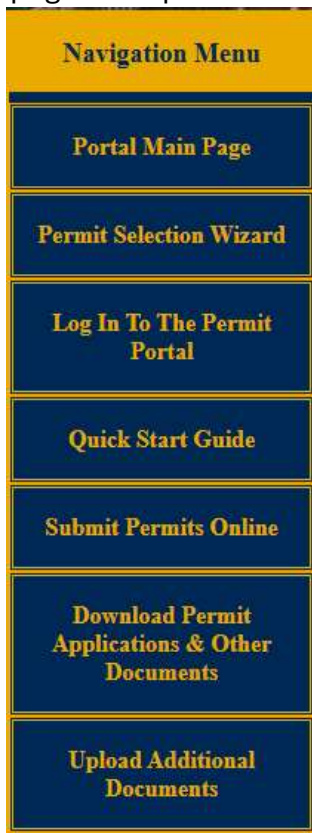 Navigation Menu
Portal Main Page
Permit Selection Wizard
Log In To The Permit
Portal
Quick Start Guide
Submit Permits Online
Download Permit
Applications & Other
Documents
Upload Additional
Documents